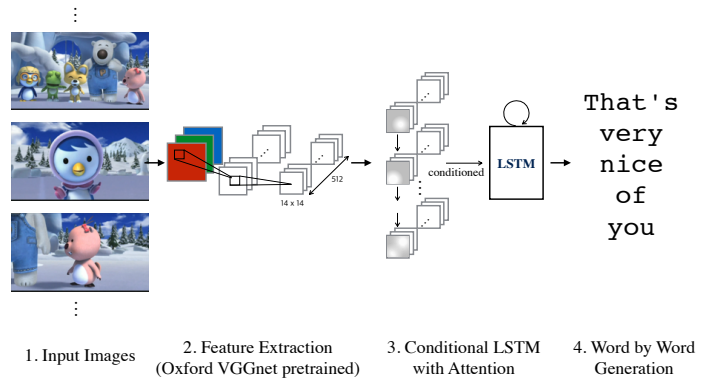 ⋮
14 x 14
512
⋮
conditioned
LSTM
That's
very
nice
of
you
⋮
1. Input Images
2. Feature Extraction
(Oxford VGGnet pretrained)
3. Conditional LSTM
with Attention
4. Word by Word
Generation